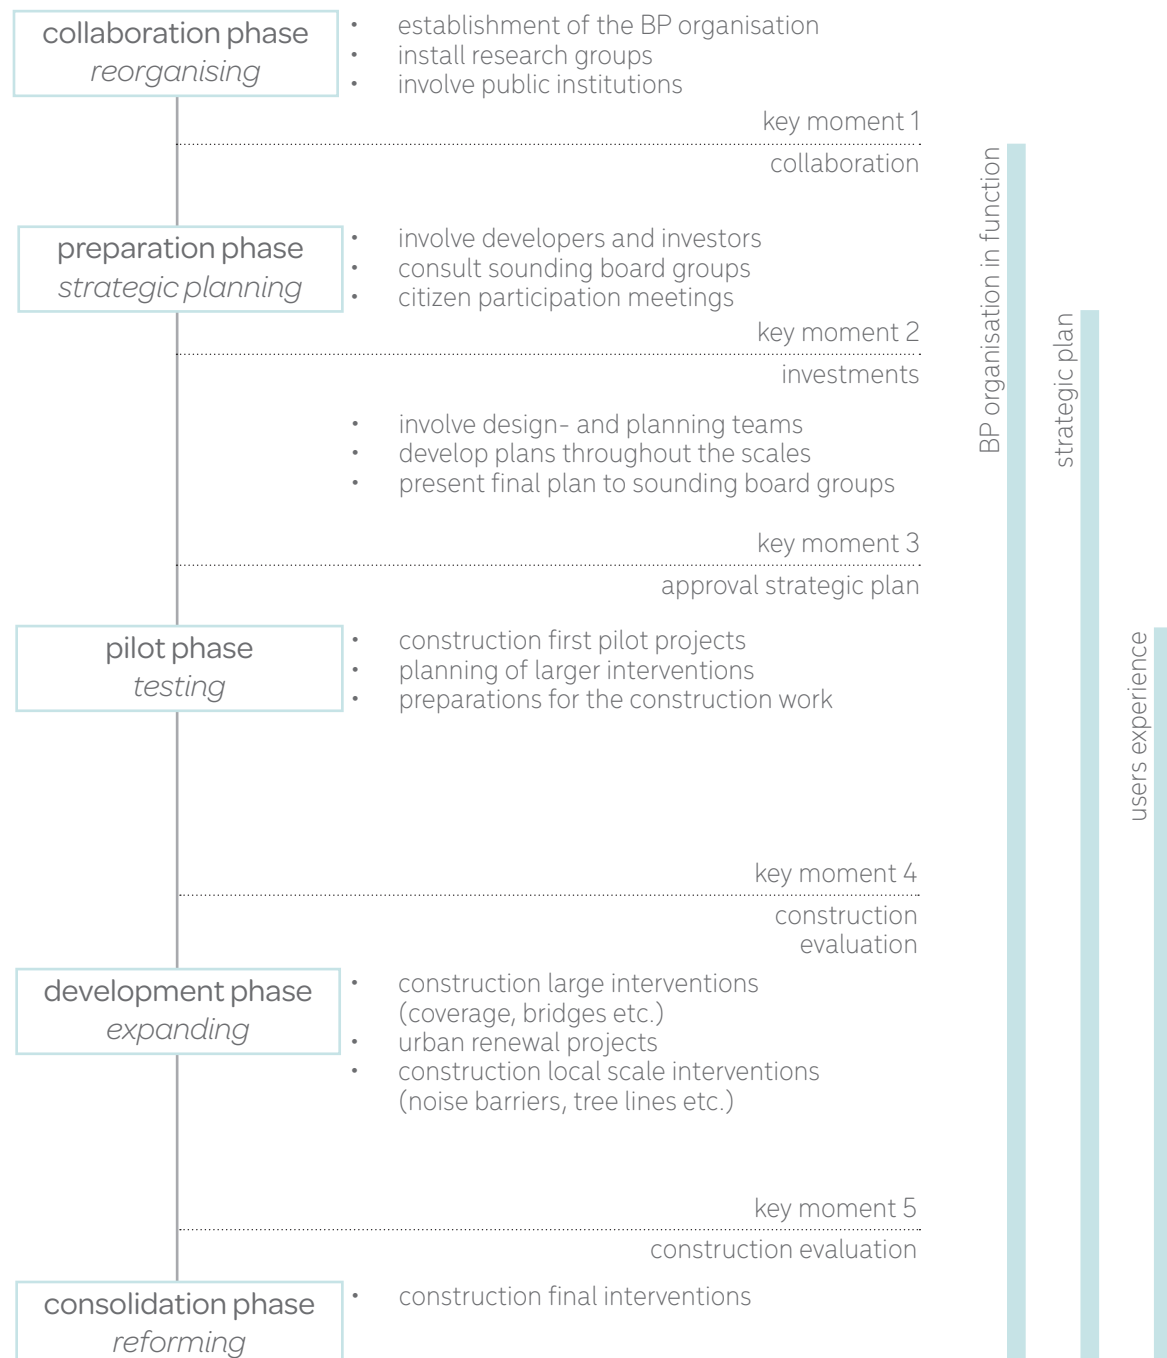 collaboration phase
reorganising
• establishment of the BP organisation
• install research groups
• involve public institutions
key moment 1
collaboration
preparation phase
strategic planning
• involve developers and investors
• consult sounding board groups
• citizen participation meetings
key moment 2
investments
• involve design- and planning teams
• develop plans throughout the scales
• present final plan to sounding board groups
key moment 3
approval strategic plan
pilot phase
testing
• construction first pilot projects
• planning of larger interventions
• preparations for the construction work
key moment 4
construction
evaluation
development phase
expanding
• construction large interventions
(coverage, bridges etc.)
• urban renewal projects
• construction local scale interventions
(noise barriers, tree lines etc.)
key moment 5
construction evaluation
consolidation phase
reforming
• construction final interventions
BP organisation in function
strategic plan
users experience